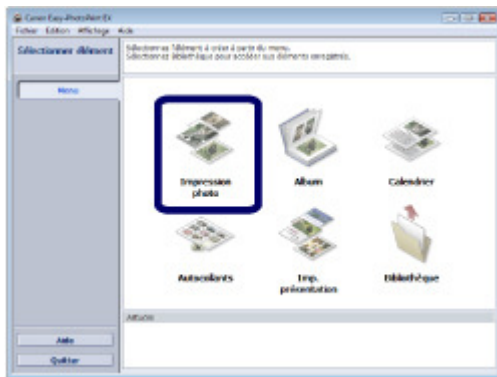 Canon Easy-PhotoPrint EX
Fichier Edition Affichage Aide
Sélectionner élément
Sélectionnez l'élément à créer à partir du menu.
Sélectionnez Bibliothèque pour accéder aux éléments enregistrés.
Menu
Impression
photo
Album
Calendrier
Autocollants
Imp.
présentation
Bibliothèque
Astuces
Aide
Quitter